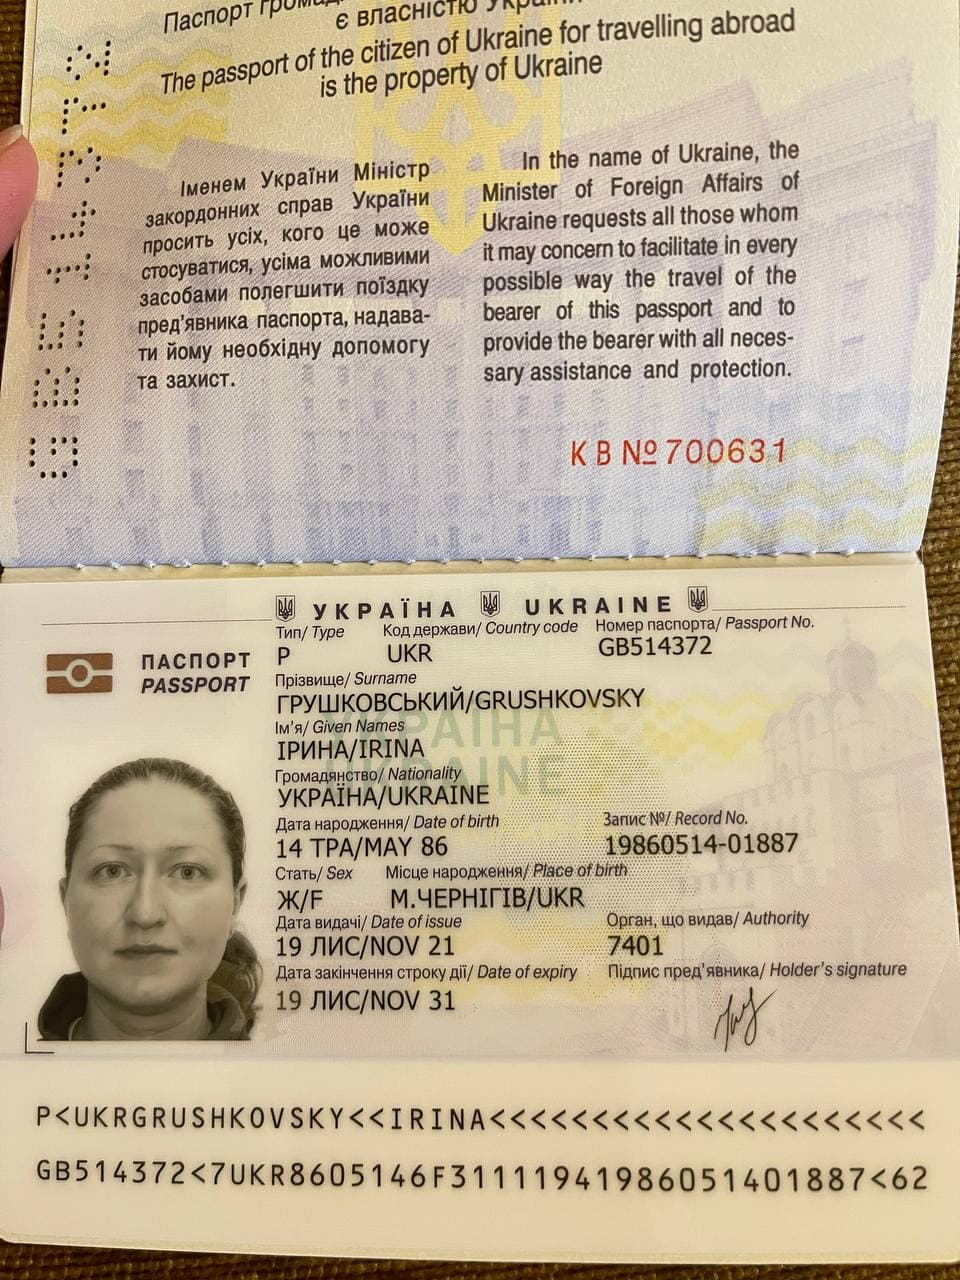 Паспорт
є власністю
The passport of the citizen of Ukraine for travelling abroad
is the property of Ukraine
Іменем України Міністр
закордонних справ України
просить усіх, кого це може
стосуватися, усіма можливими
засобами полегшити поїздку
пред'явника паспорта, надава-
ти йому необхідну допомогу
та захист.
In the name of Ukraine, the
Minister of Foreign Affairs of
Ukraine requests all those whom
it may concern to facilitate in every
possible way the travel of the
bearer of this passport and to
provide the bearer with all neces-
sary assistance and protection.
КВ №700631
УКРАЇНА UKRAINE
ПАСПОРТ
PASSPORT
Тип/ Type Код держави/ Country code Номер паспорта/ Passport No.
P UKR GB514372
Прізвище/ Surname
ГРУШКОВСЬКИЙ/GRUSHKOVSKY
Ім'я/ Given Names
ІРИНА/IRINA
Громадянство/ Nationality
УКРАЇНА/UKRAINE
Дата народження/ Date of birth Запис №/ Record No.
14 ТРА/MAY 86 19860514-01887
Стать/ Sex Місце народження/ Place of birth
Ж/F М.ЧЕРНІГІВ/UKR
Дата видачі/ Date of issue Орган, що видав/ Authority
19 ЛИС/NOV 21 7401
Дата закінчення строку дії/ Date of expiry Підпис пред'явника/ Holder's signature
19 ЛИС/NOV 31
P<UKRGRUSHKOVSKY<<IRINA<<<<<<<<<<<<<<<<<<<<<
GB514372<7UKR8605146F31111941986051401887<62